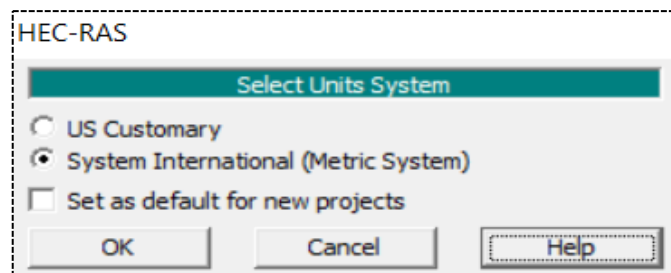 HEC-RAS
Select Units System
US Customary
System International (Metric System)
Set as default for new projects
OK Cancel Help